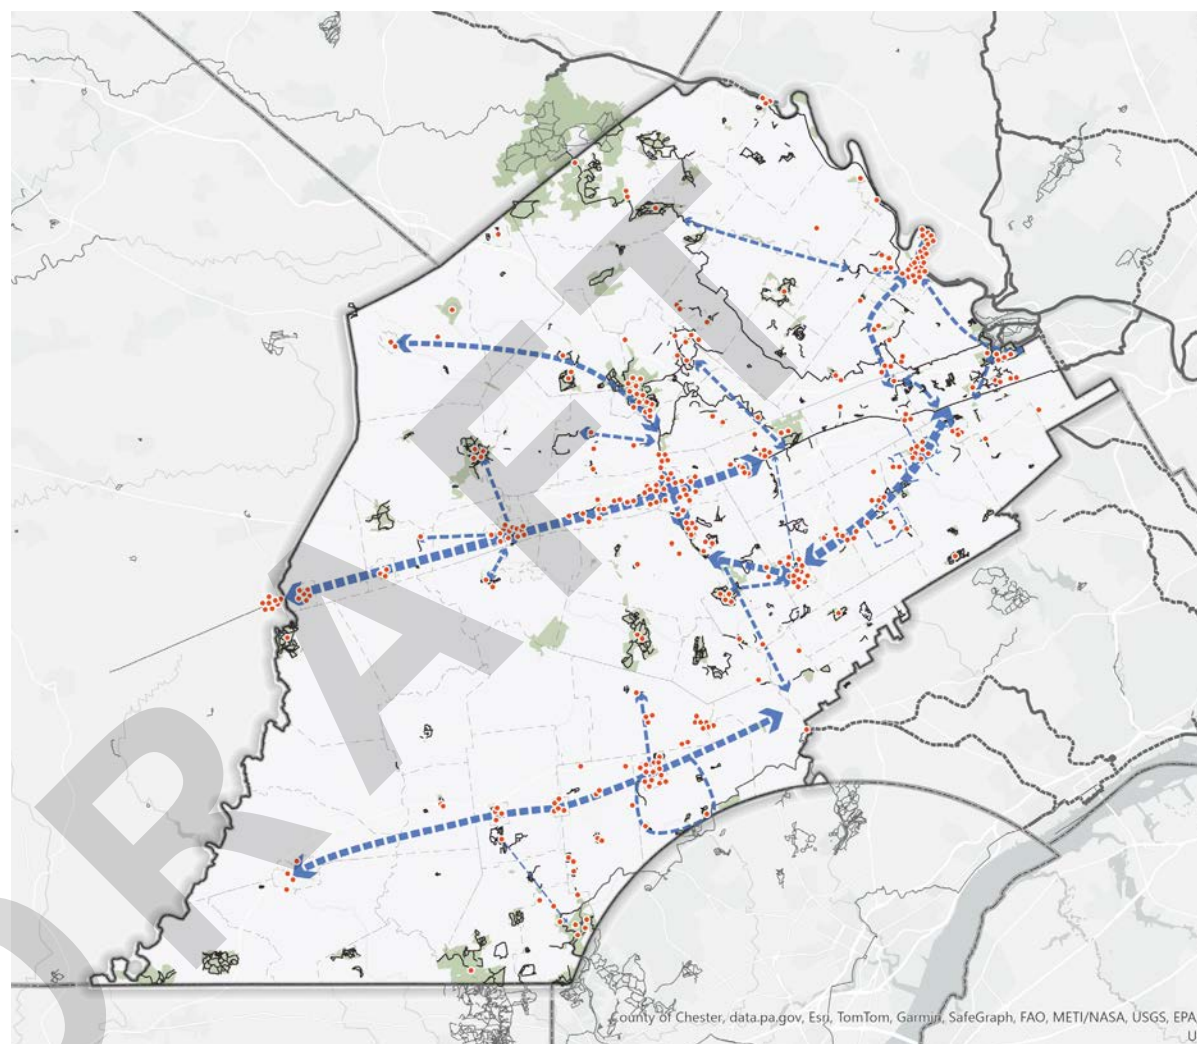 DRAFT
County of Chester, data.pa.gov, Esri, TomTom, Garmin, SafeGraph, FAO, METI/NASA, USGS, EPA,
U